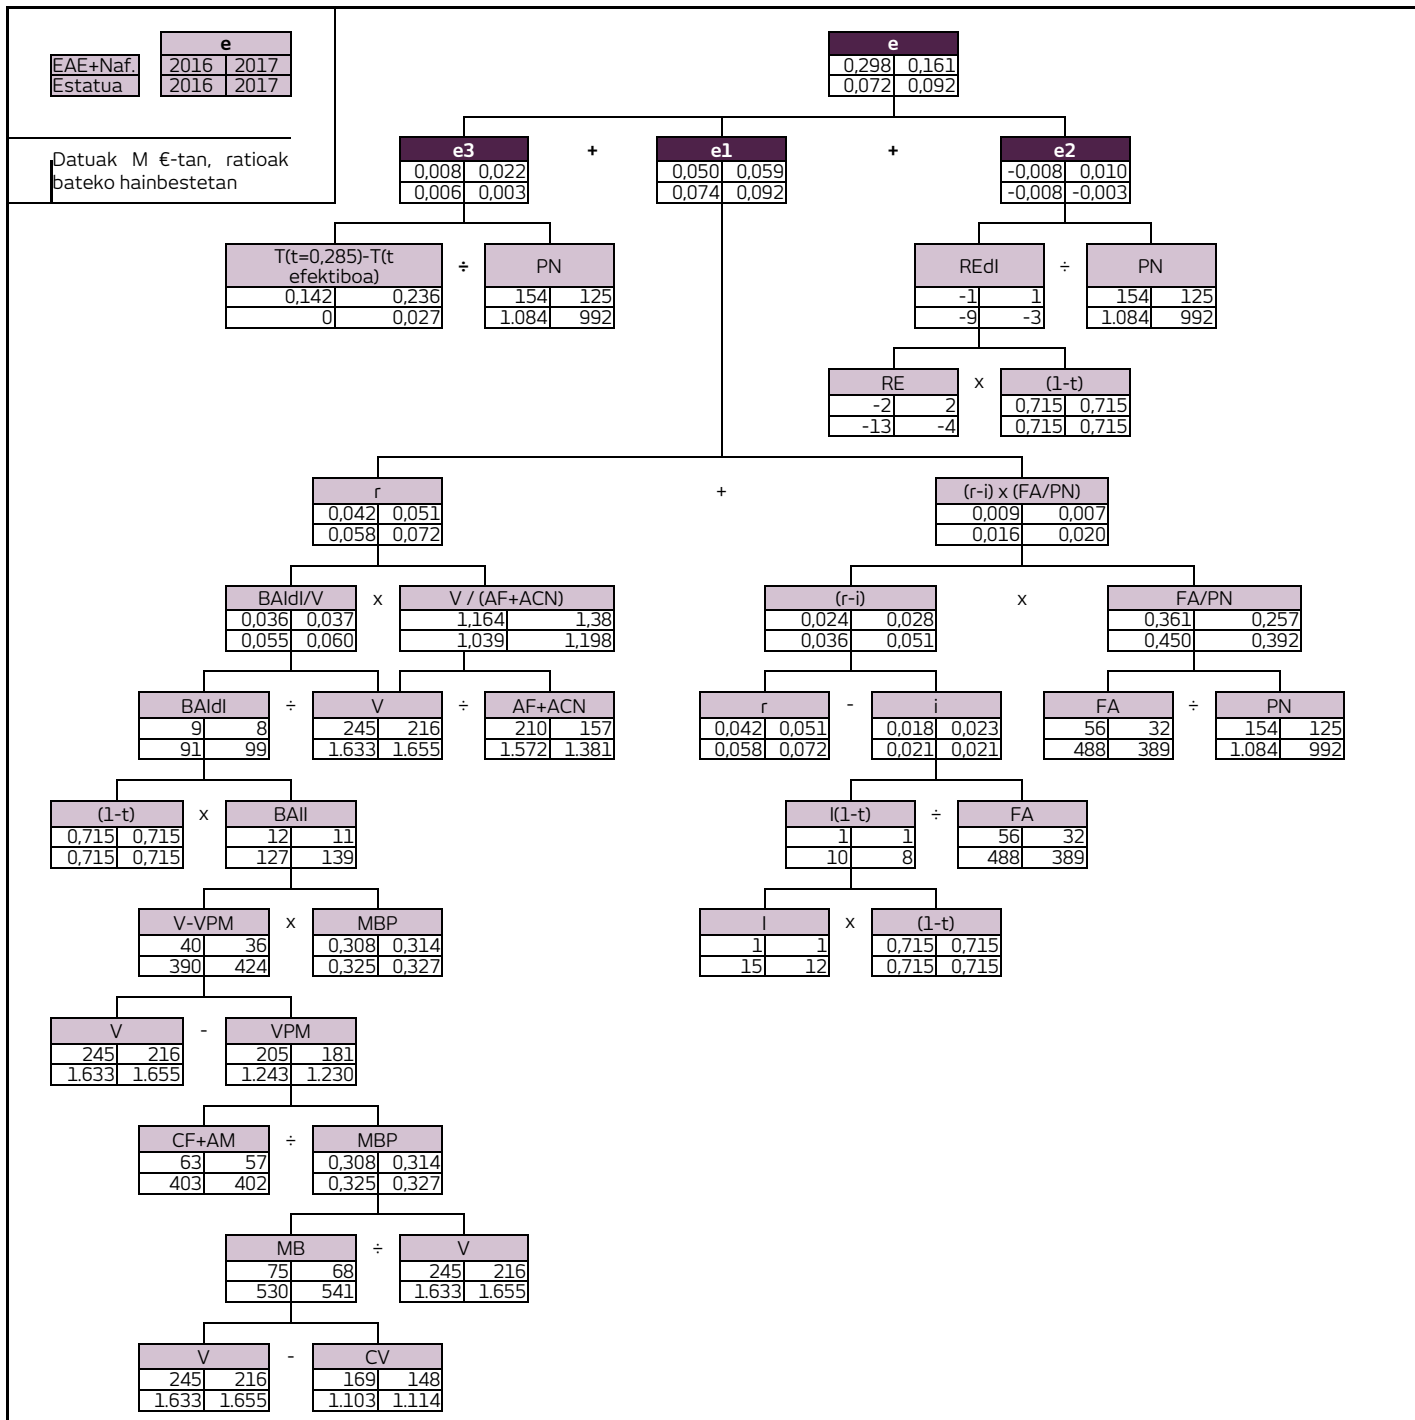 e
EAE+Naf. 2016 2017
Estatua 2016 2017
Datuak M €-tan, ratioak
bateko hainbestetan
e
0,298 0,161
0,072 0,092
e3 + e1 + e2
0,008 0,022 0,050 0,059 -0,008 0,010
0,006 0,003 0,074 0,092 -0,008 -0,003
T(t=0,285)-T(t
efektiboa) ÷ PN REdI ÷ PN
0,142 0,236 154 125 -1 1 154 125
0 0,027 1.084 992 -9 -3 1.084 992
RE x (1-t)
-2 2 0,715 0,715
-13 -4 0,715 0,715
r + (r-i) x (FA/PN)
0,042 0,051 0,009 0,007
0,058 0,072 0,016 0,020
BAIdI/V x V / (AF+ACN) (r-i) x FA/PN
0,036 0,037 1,164 1,38 0,024 0,028 0,361 0,257
0,055 0,060 1,039 1,198 0,036 0,051 0,450 0,392
BAIdI ÷ V ÷ AF+ACN r - i FA ÷ PN
9 8 245 216 210 157 0,042 0,051 0,018 0,023 56 32 154 125
91 99 1.633 1.655 1.572 1.381 0,058 0,072 0,021 0,021 488 389 1.084 992
(1-t) x BAII I(1-t) ÷ FA
0,715 0,715 12 11 1 1 56 32
0,715 0,715 127 139 10 8 488 389
V-VPM x MBP I x (1-t)
40 36 0,308 0,314 1 1 0,715 0,715
390 424 0,325 0,327 15 12 0,715 0,715
V - VPM
245 216 205 181
1.633 1.655 1.243 1.230
CF+AM ÷ MBP
63 57 0,308 0,314
403 402 0,325 0,327
MB ÷ V
75 68 245 216
530 541 1.633 1.655
V - CV
245 216 169 148
1.633 1.655 1.103 1.114